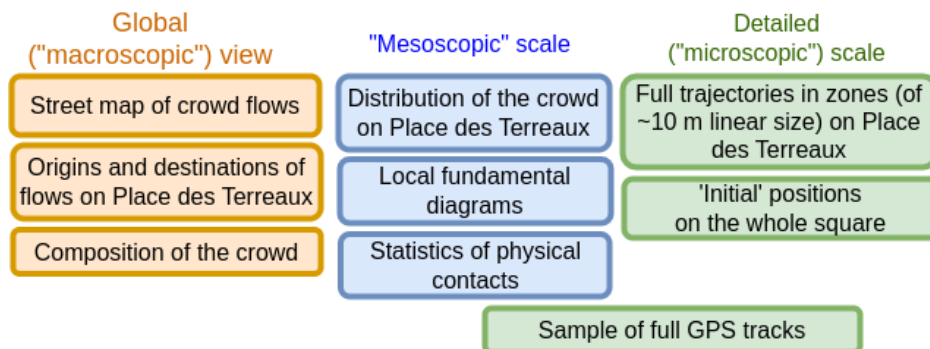 Global
("macroscopic") view
Street map of crowd flows
Origins and destinations of
flows on Place des Terreaux
Composition of the crowd
"Mesoscopic" scale
Distribution of the crowd
on Place des Terreaux
Local fundamental
diagrams
Statistics of physical
contacts
Detailed
("microscopic") scale
Full trajectories in zones (of
~10 m linear size) on Place
des Terreaux
'Initial' positions
on the whole square
Sample of full GPS tracks